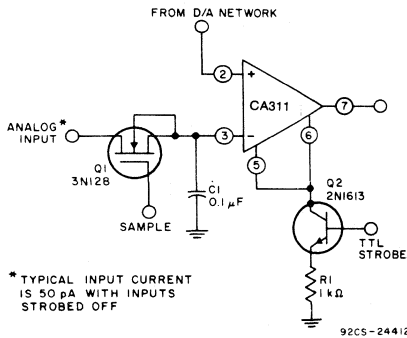 FROM D/A NETWORK
2
+
CA311
7
ANALOG*
INPUT
3
−
6
5
Q1
3N128
C1
0.1 µF
Q2
2N1613
SAMPLE
TTL
STROBE
R1
1 kΩ
* TYPICAL INPUT CURRENT
IS 50 pA WITH INPUTS
STROBED OFF
92CS-24412